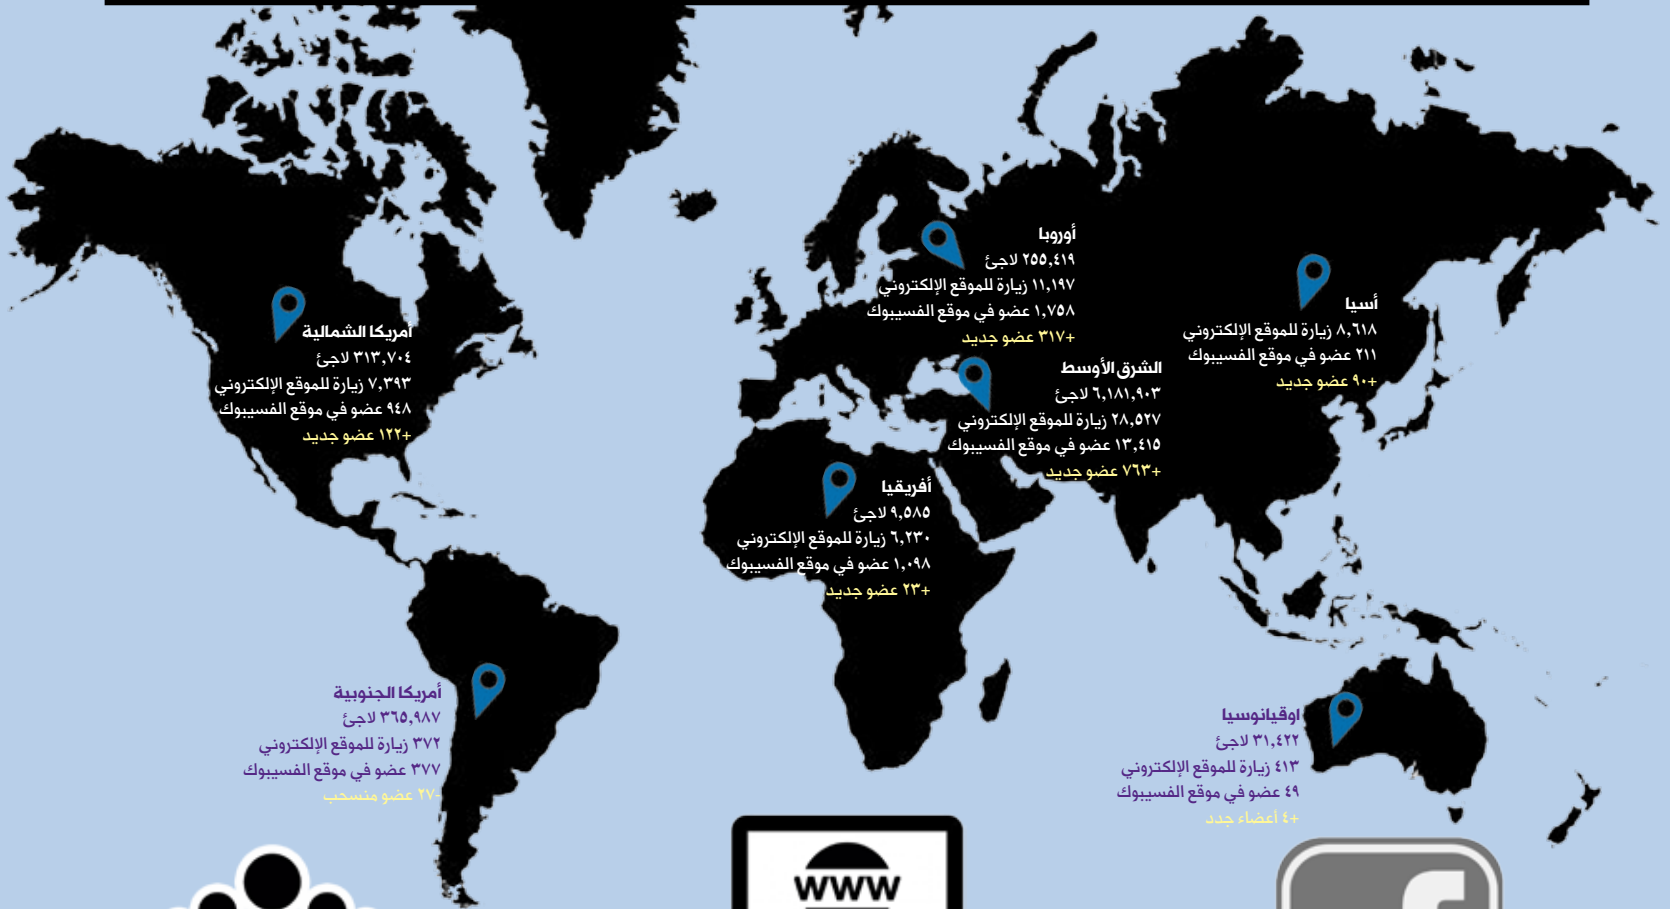 أوروبا
٢٥٥,٤١٩ لاجئ
١١,١٩٧ زيارة للموقع الإلكتروني
١,٧٥٨ عضو في موقع الفسيبوك
+٣١٧ عضو جديد
أسيا
٨,٦١٨ زيارة للموقع الإلكتروني
٢١١ عضو في موقع الفسيبوك
+٩٠ عضو جديد
أمريكا الشمالية
٣١٣,٧٠٤ لاجئ
٧,٣٩٣ زيارة للموقع الإلكتروني
٩٤٨ عضو في موقع الفسيبوك
+١٢٢ عضو جديد
الشرق الأوسط
٦,١٨١,٩٠٣ لاجئ
٢٨,٥٢٧ زيارة للموقع الإلكتروني
١٣,٤١٥ عضو في موقع الفسيبوك
+٧٦٣ عضو جديد
أفريقيا
٩,٥٨٥ لاجئ
٦,٢٣٠ زيارة للموقع الإلكتروني
١,٠٩٨ عضو في موقع الفسيبوك
+٢٣ عضو جديد
أمريكا الجنوبية
٣٦٥,٩٨٧ لاجئ
٣٧٢ زيارة للموقع الإلكتروني
٣٧٧ عضو في موقع الفسيبوك
-٢٧ عضو منسحب
اوقيانوسيا
٣١,٤٢٢ لاجئ
٤١٣ زيارة للموقع الإلكتروني
٤٩ عضو في موقع الفسيبوك
+٤ أعضاء جدد
www
f